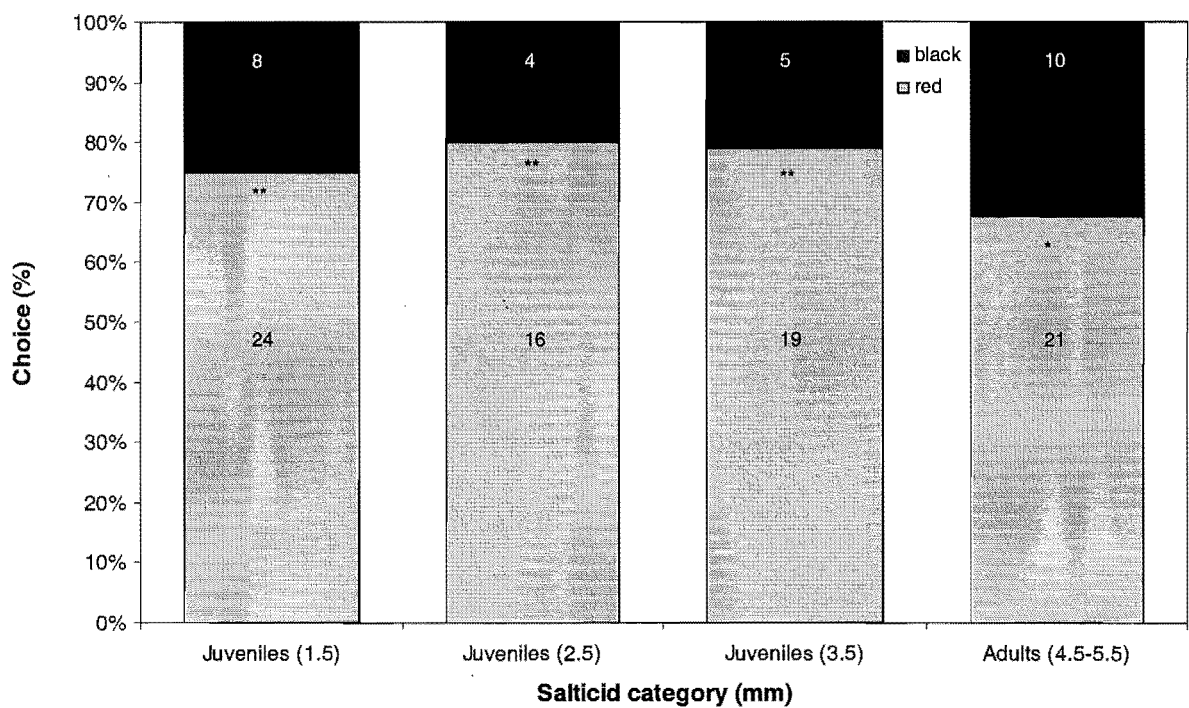 100%
90%
80%
70%
60%
50%
40%
30%
20%
10%
0%
Choice (%)
8
4
5
10
black
red
**
**
**
*
24
16
19
21
Juveniles (1.5)
Juveniles (2.5)
Juveniles (3.5)
Adults (4.5-5.5)
Salticid category (mm)